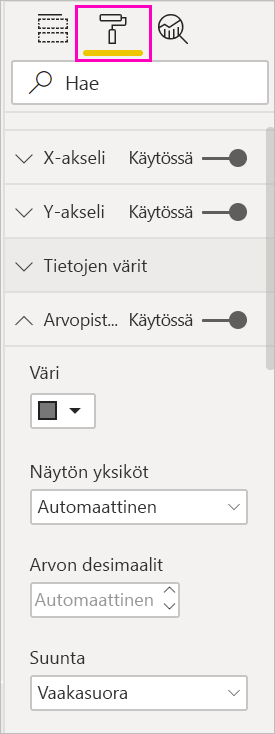 Hae
X-akseli Käytössä
Y-akseli Käytössä
Tietojen värit
Arvopist... Käytössä
Väri
Näytön yksiköt
Automaattinen
Arvon desimaalit
Automaattinen
Suunta
Vaakasuora